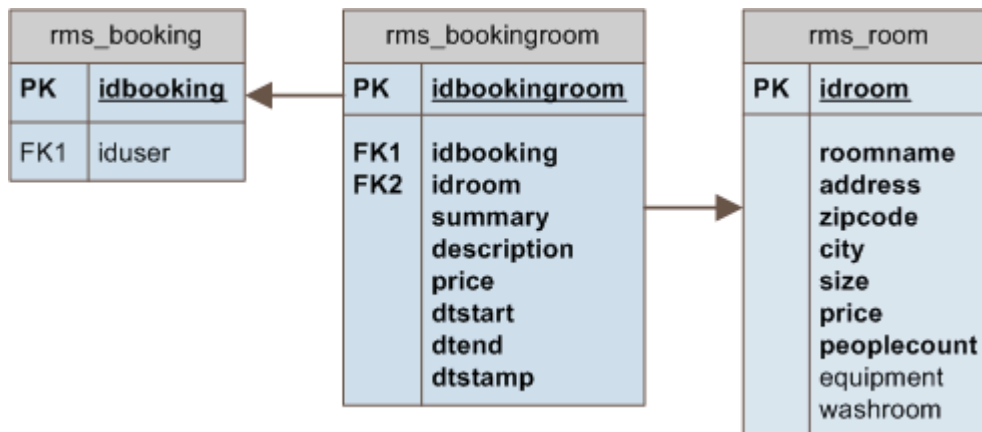 rms_booking
PK idbooking
FK1 iduser
rms_bookingroom
PK idbookingroom
FK1 idbooking
FK2 idroom
summary
description
price
dtstart
dtend
dtstamp
rms_room
PK idroom
roomname
address
zipcode
city
size
price
peoplecount
equipment
washroom